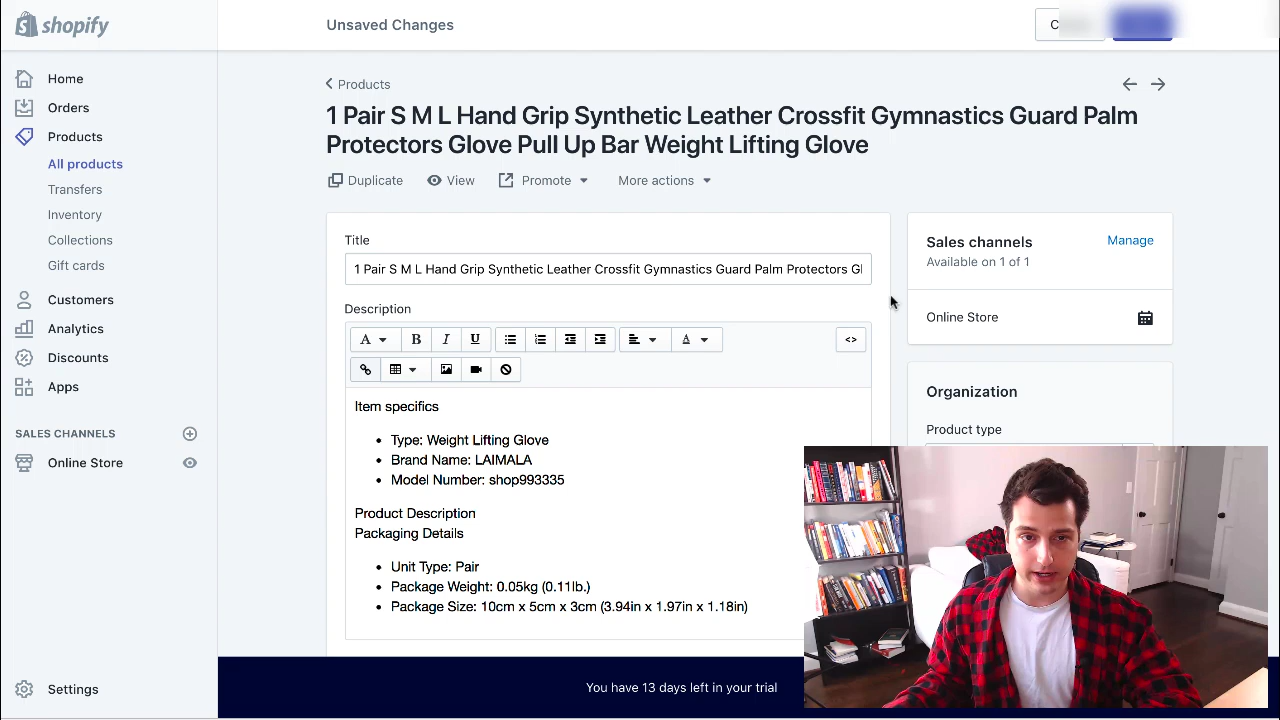 shopify
Unsaved Changes
Home
Orders
Products
All products
Transfers
Inventory
Collections
Gift cards
Customers
Analytics
Discounts
Apps
SALES CHANNELS
Online Store
Settings
Products
1 Pair S M L Hand Grip Synthetic Leather Crossfit Gymnastics Guard Palm
Protectors Glove Pull Up Bar Weight Lifting Glove
Duplicate View Promote More actions
Title
1 Pair S M L Hand Grip Synthetic Leather Crossfit Gymnastics Guard Palm Protectors Gl
Description
A B I U A <>
Item specifics
• Type: Weight Lifting Glove
• Brand Name: LAIMALA
• Model Number: shop993335
Product Description
Packaging Details
• Unit Type: Pair
• Package Weight: 0.05kg (0.11lb.)
• Package Size: 10cm x 5cm x 3cm (3.94in x 1.97in x 1.18in)
Sales channels Manage
Available on 1 of 1
Online Store
Organization
Product type
You have 13 days left in your trial